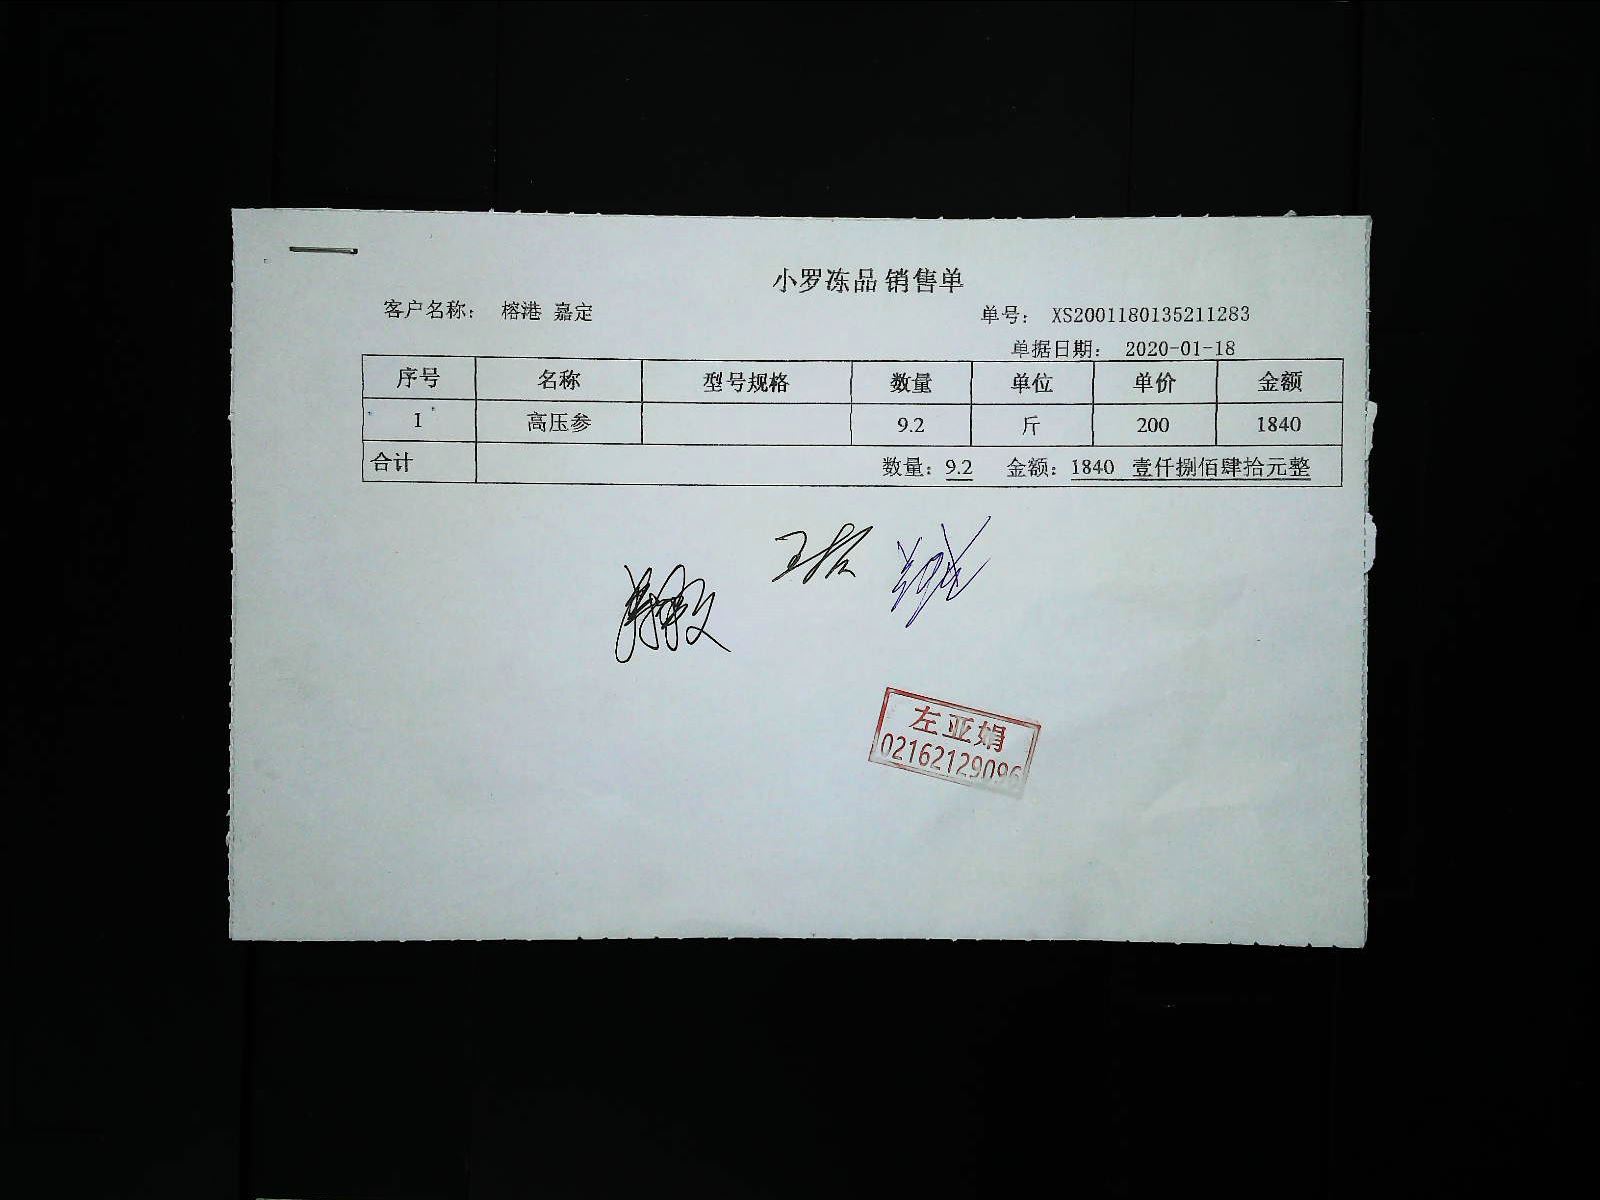 小罗冻品 销售单
客户名称: 榕港 嘉定 单号: XS2001180135211283
单据日期: 2020-01-18
序号 名称 型号规格 数量 单位 单价 金额
1 高压参 9.2 斤 200 1840
合计 数量: 9.2 金额: 1840 壹仟捌佰肆拾元整
左亚娟
02162129096